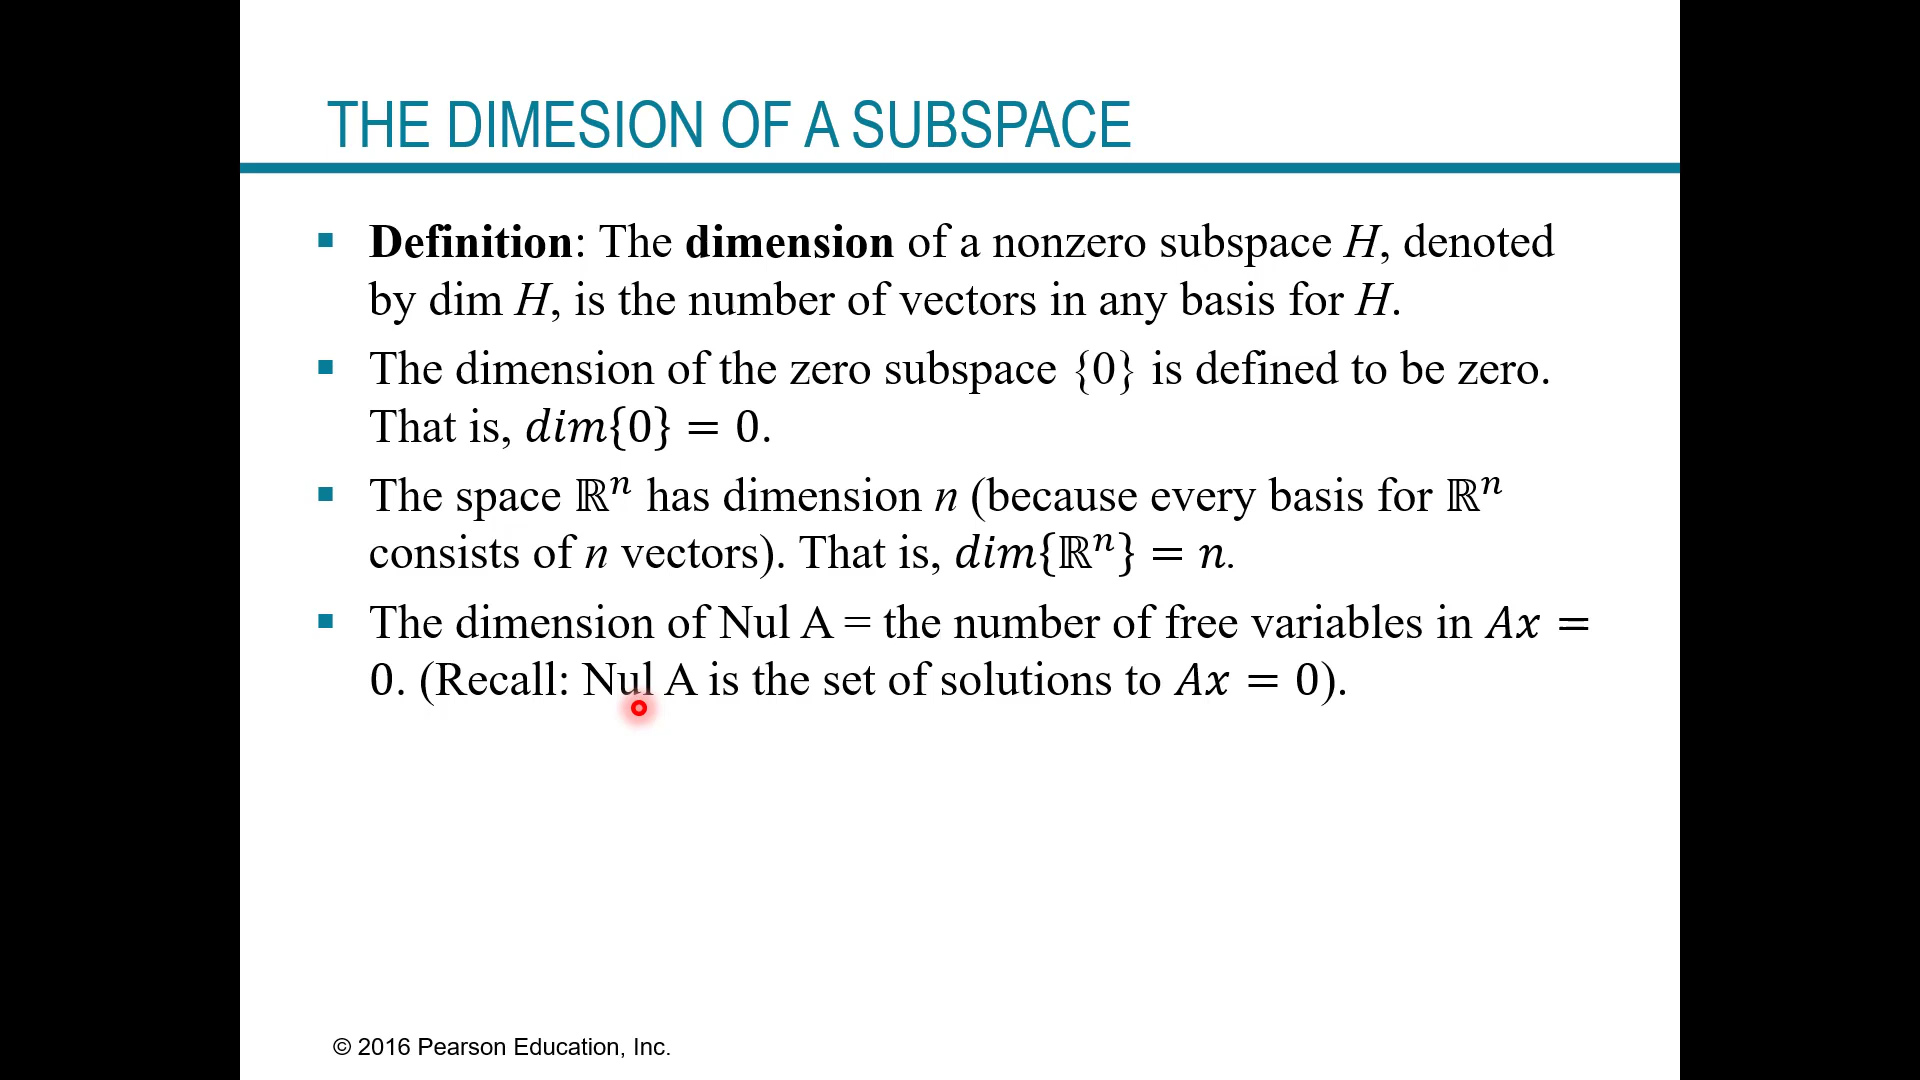 THE DIMESION OF A SUBSPACE
▪ Definition: The dimension of a nonzero subspace H, denoted
by dim H, is the number of vectors in any basis for H.
▪ The dimension of the zero subspace {0} is defined to be zero.
That is, dim{0} = 0.
▪ The space ℝⁿ has dimension n (because every basis for ℝⁿ
consists of n vectors). That is, dim{ℝⁿ} = n.
▪ The dimension of Nul A = the number of free variables in Ax =
0. (Recall: Nul A is the set of solutions to Ax = 0).
© 2016 Pearson Education, Inc.